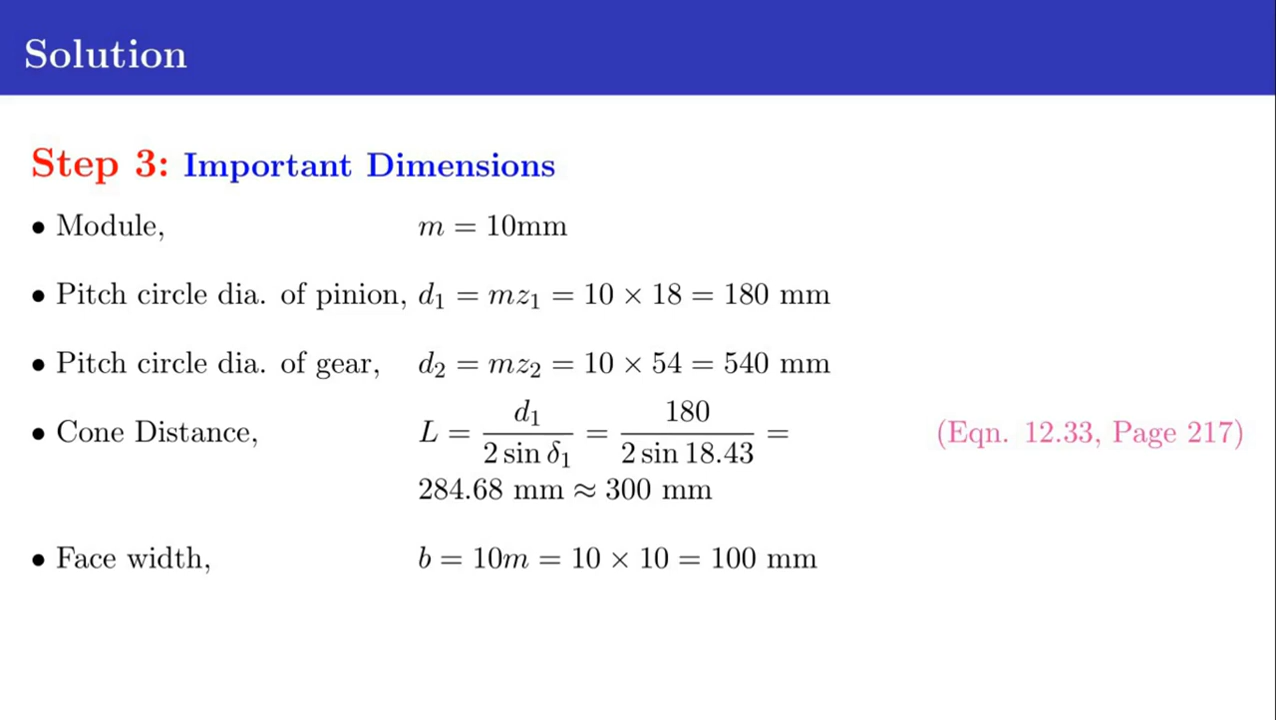 Solution
Step 3: Important Dimensions
• Module, m = 10mm
• Pitch circle dia. of pinion, d₁ = mz₁ = 10 × 18 = 180 mm
• Pitch circle dia. of gear, d₂ = mz₂ = 10 × 54 = 540 mm
• Cone Distance, L = d₁ / (2 sin δ₁) = 180 / (2 sin 18.43) = (Eqn. 12.33, Page 217)
284.68 mm ≈ 300 mm
• Face width, b = 10m = 10 × 10 = 100 mm